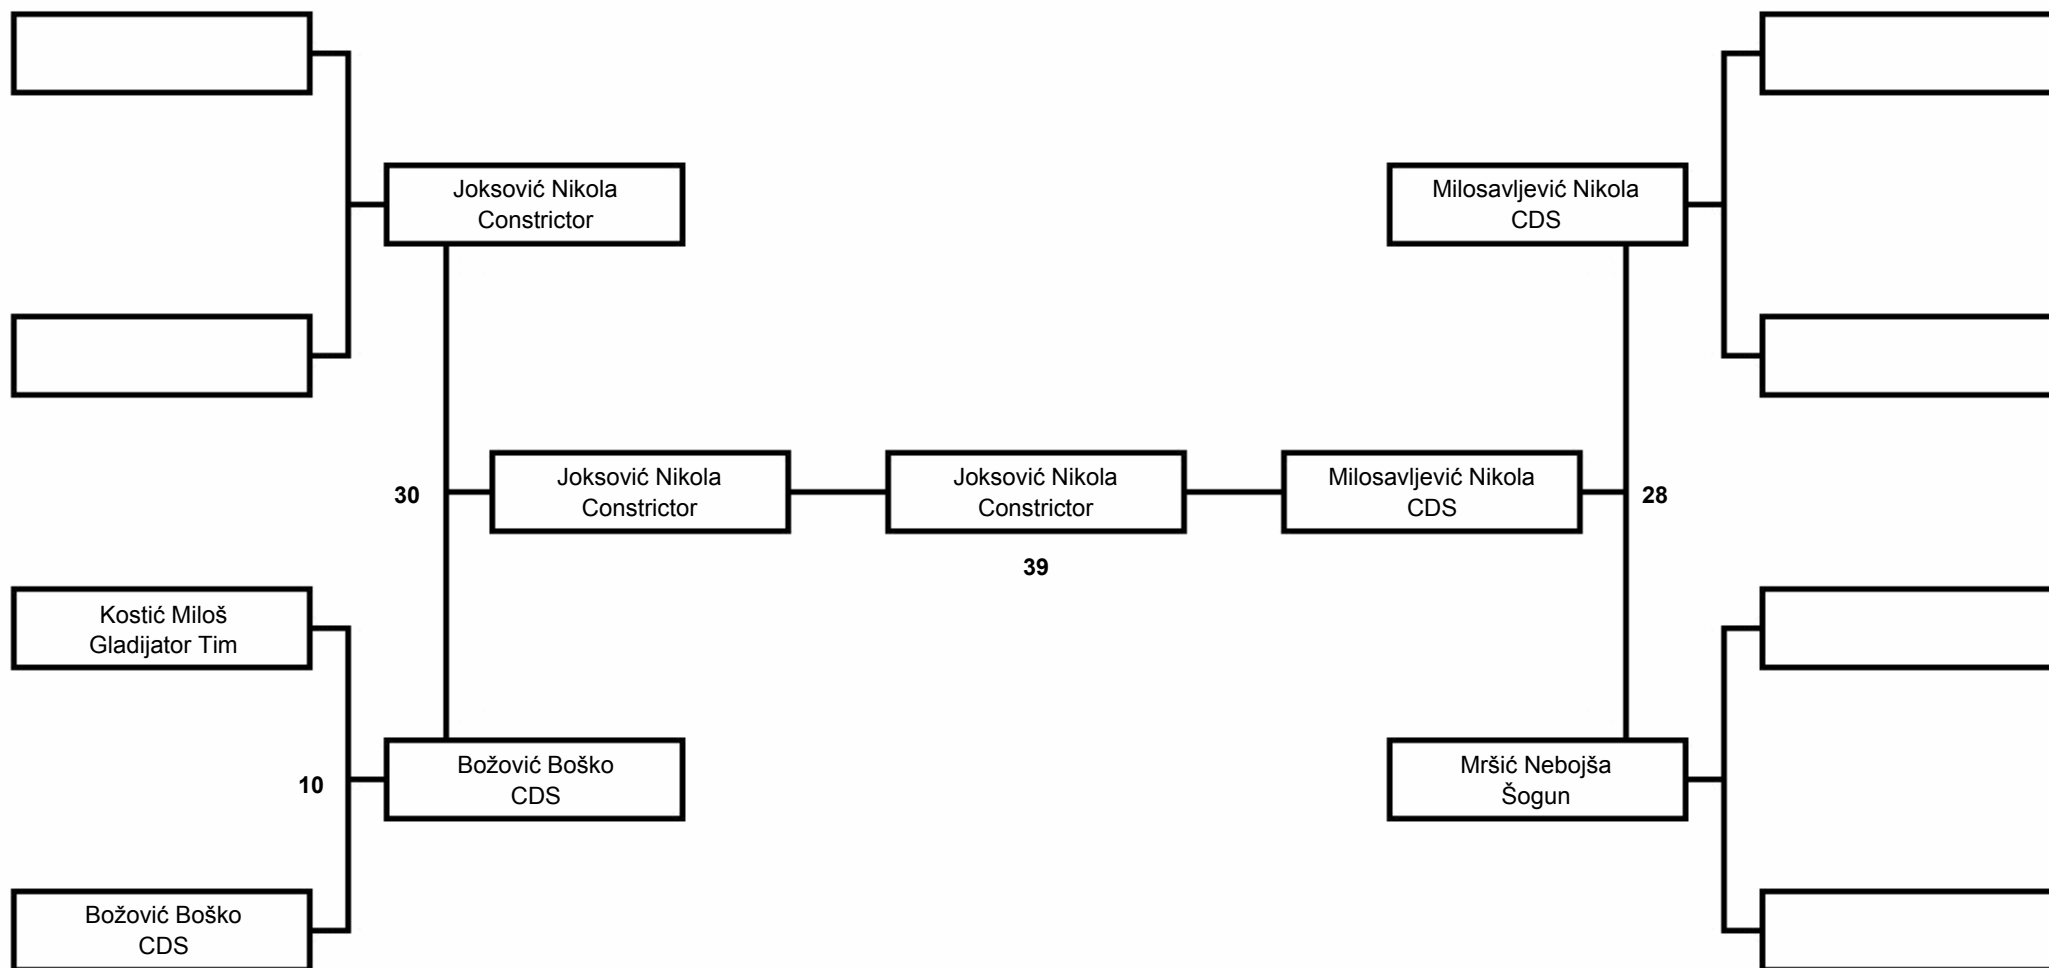 Joksović Nikola
Constrictor
Milosavljević Nikola
CDS
30
Joksović Nikola
Constrictor
Joksović Nikola
Constrictor
39
Milosavljević Nikola
CDS
28
Kostić Miloš
Gladijator Tim
10
Božović Boško
CDS
Mršić Nebojša
Šogun
Božović Boško
CDS